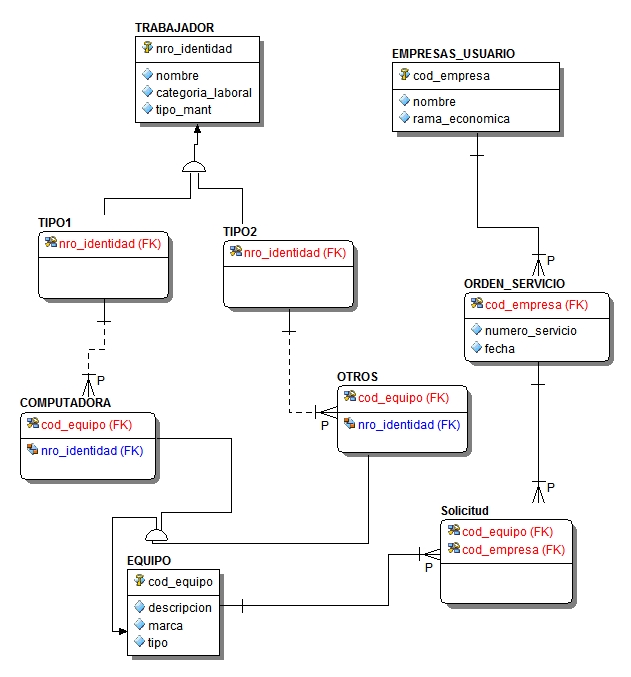 TRABAJADOR
nro_identidad
nombre
categoria_laboral
tipo_mant
EMPRESAS_USUARIO
cod_empresa
nombre
rama_economica
TIPO1
nro_identidad (FK)
TIPO2
nro_identidad (FK)
P
ORDEN_SERVICIO
cod_empresa (FK)
numero_servicio
fecha
P
COMPUTADORA
cod_equipo (FK)
nro_identidad (FK)
OTROS
cod_equipo (FK)
nro_identidad (FK)
P
P
Solicitud
cod_equipo (FK)
cod_empresa (FK)
P
EQUIPO
cod_equipo
descripcion
marca
tipo